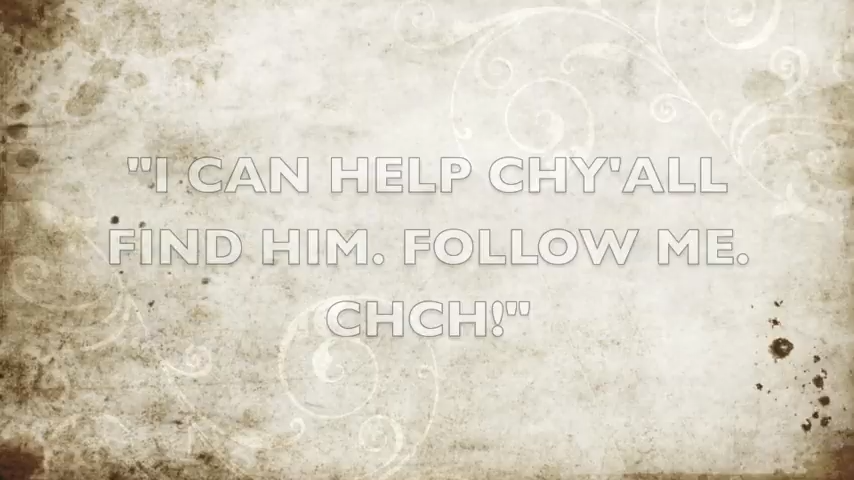 "I CAN HELP CHY'ALL
FIND HIM. FOLLOW ME.
CHCH!"